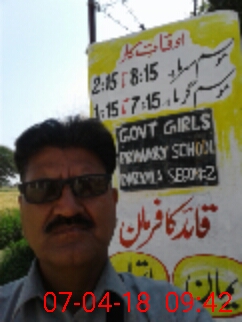 اوقات کار
موسم سرما 8:15 تا 2:15
موسم گرما 7:15 تا 1:15
GOVT GIRLS
PRIMARY SCHOOL
قائد کا فرمان
07-04-18 09:42